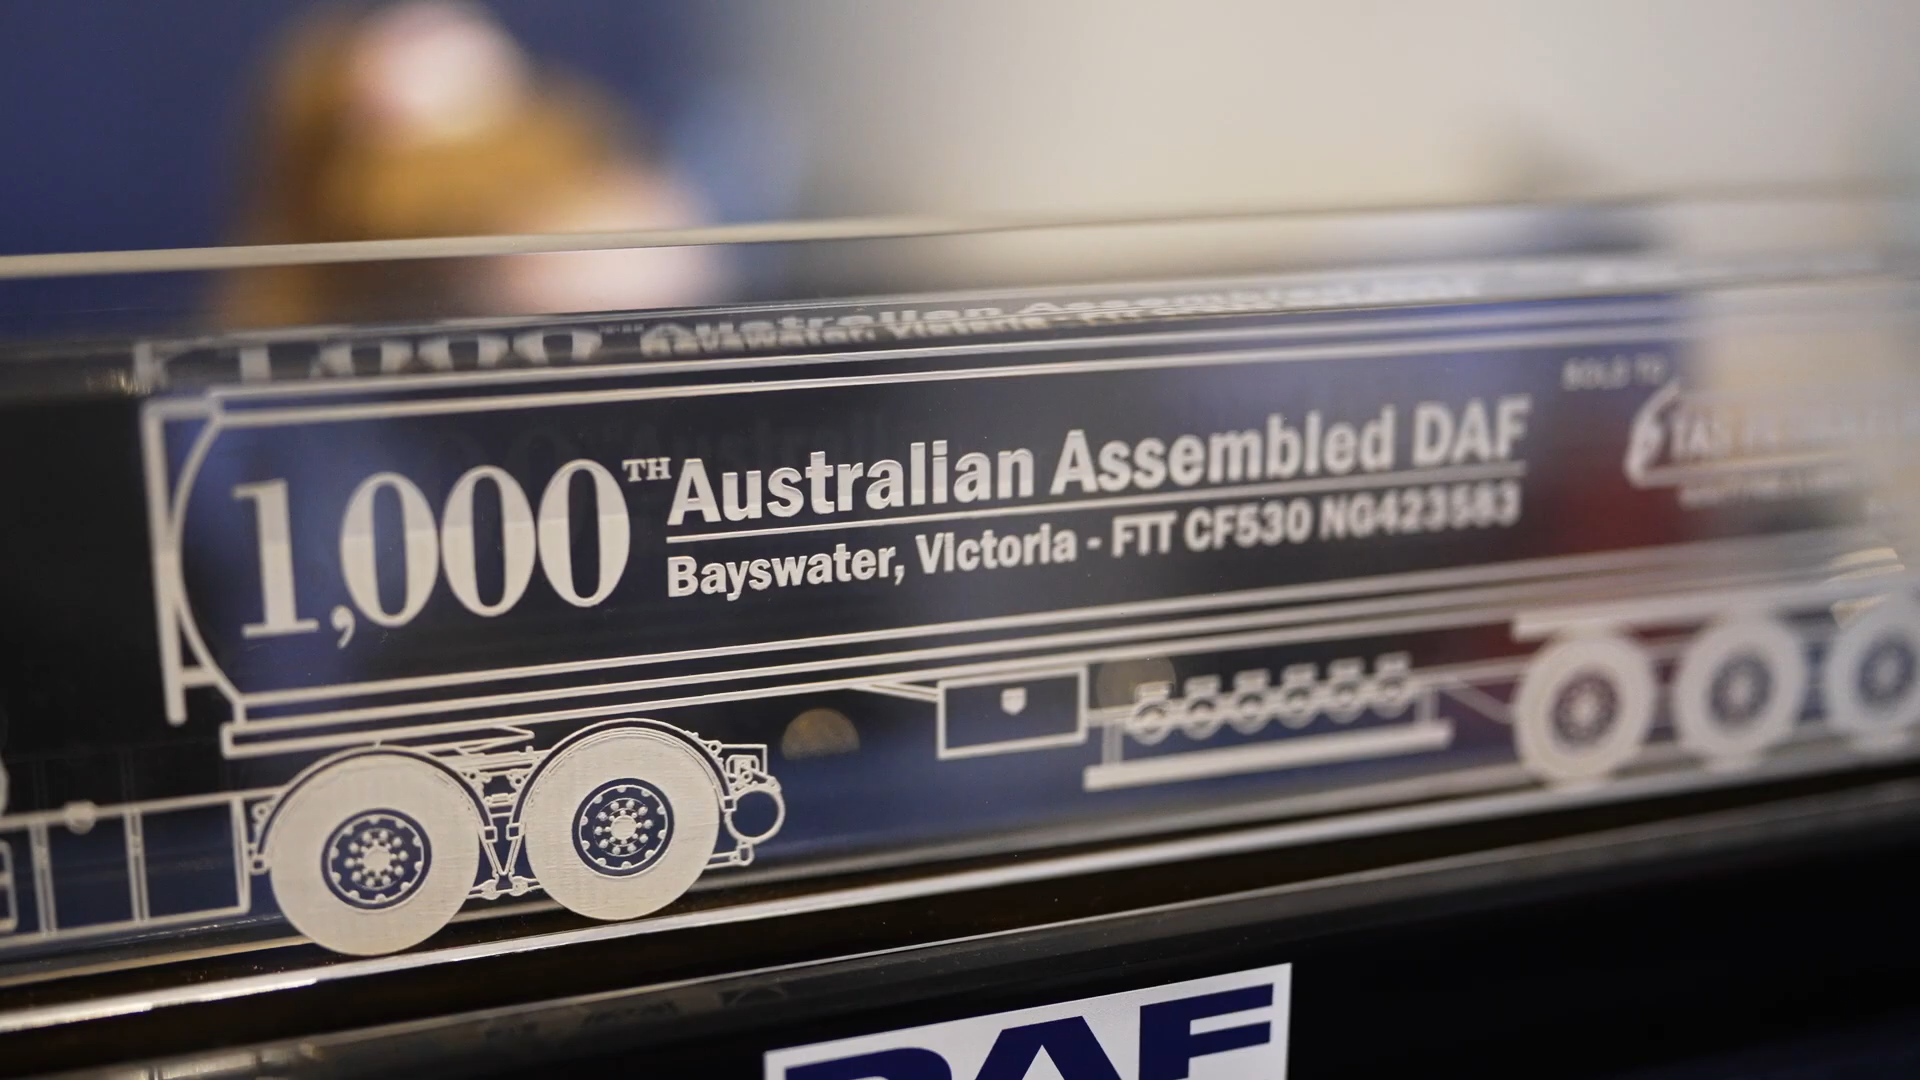 1,000TH Australian Assembled DAF
Bayswater, Victoria - FTT CF530 NG423583
SOLD TO
DAF